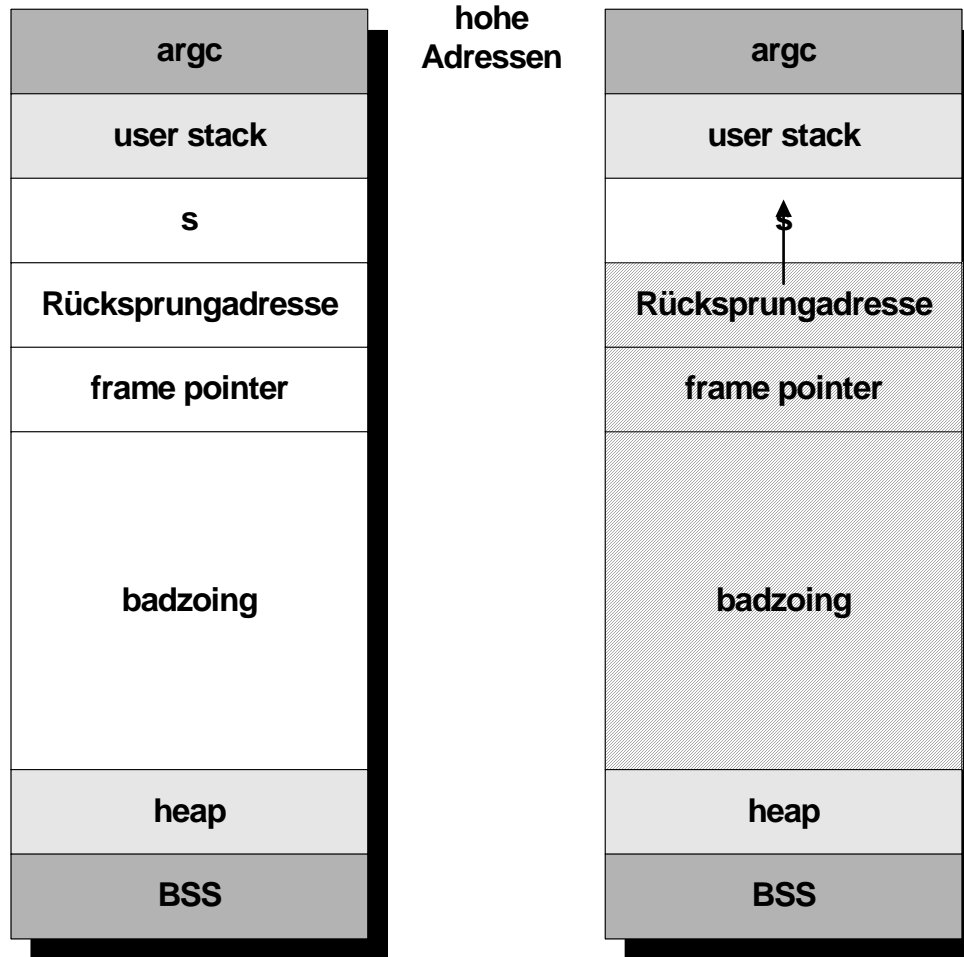 argc
user stack
s
Rücksprungadresse
frame pointer
badzoing
heap
BSS
hohe
Adressen
argc
user stack
s
Rücksprungadresse
frame pointer
badzoing
heap
BSS